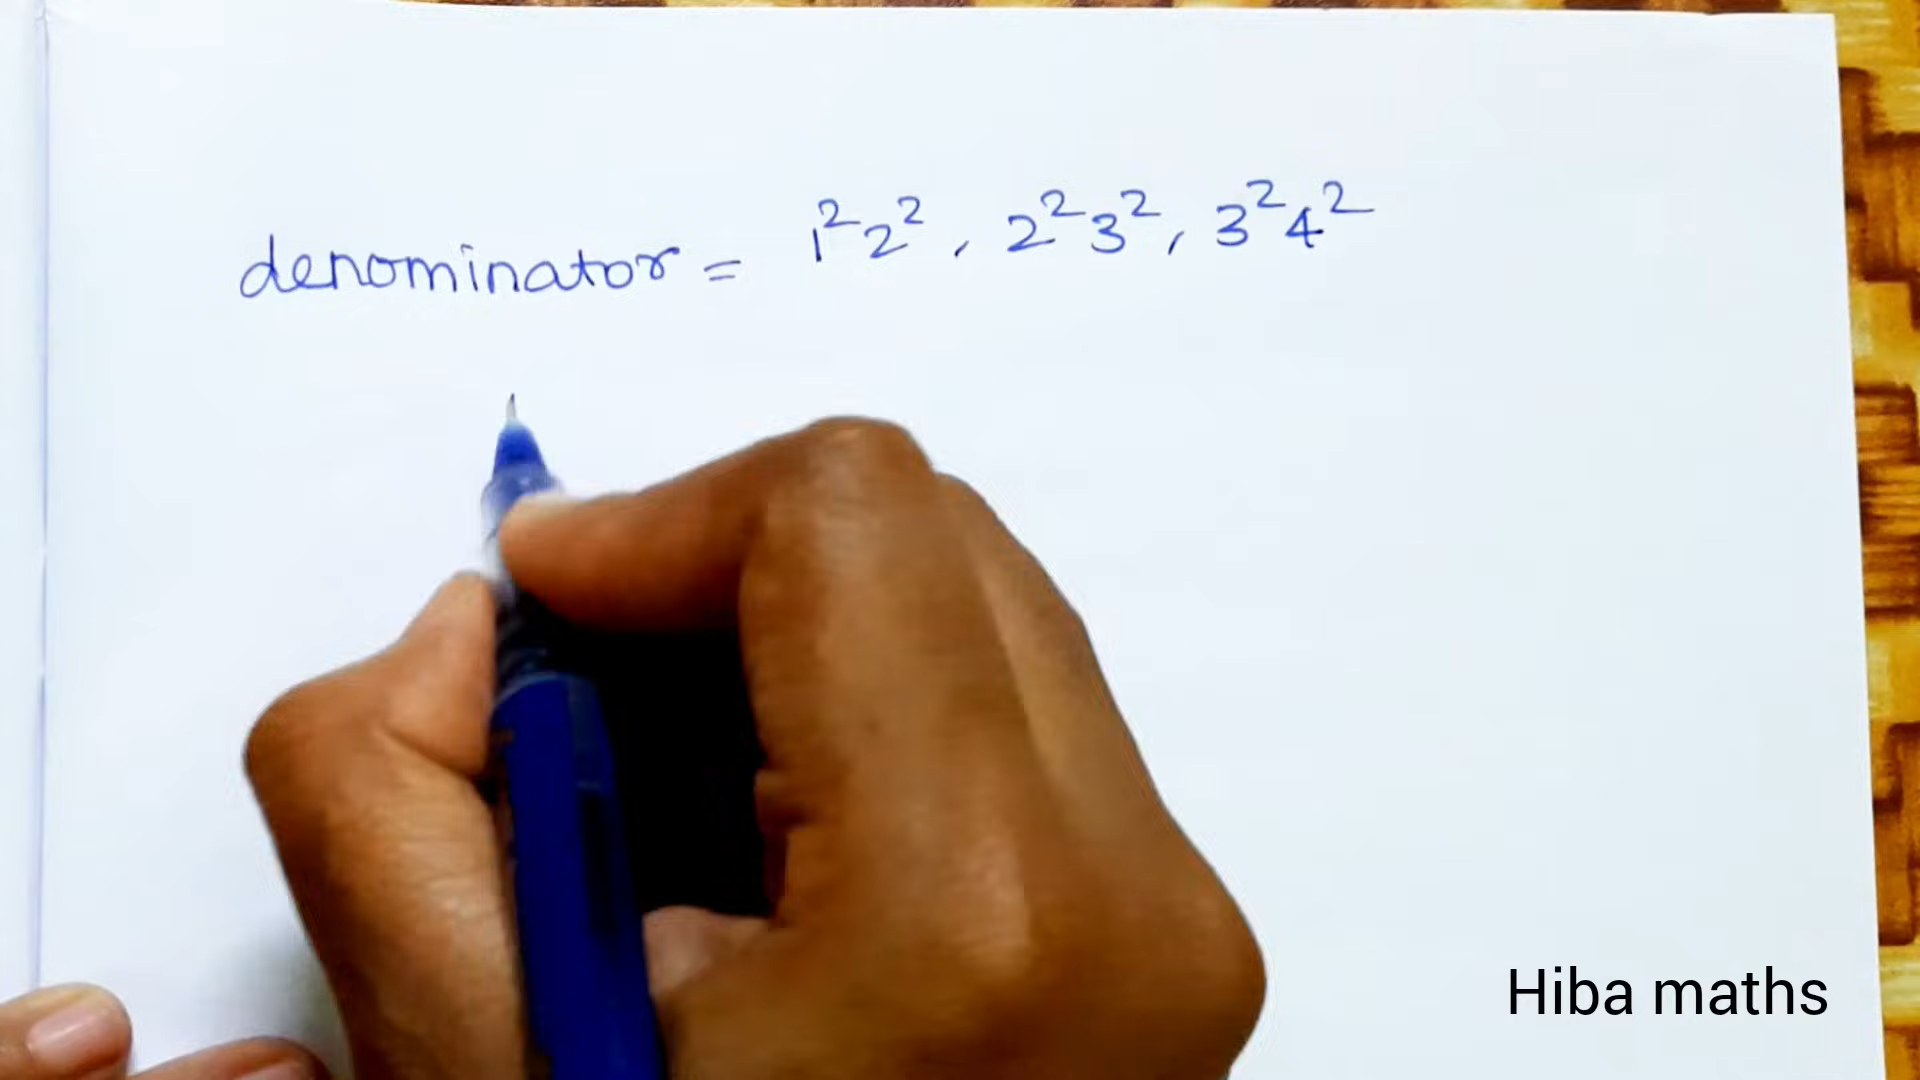 denominator = 1²2², 2²3², 3²4²
Hiba maths